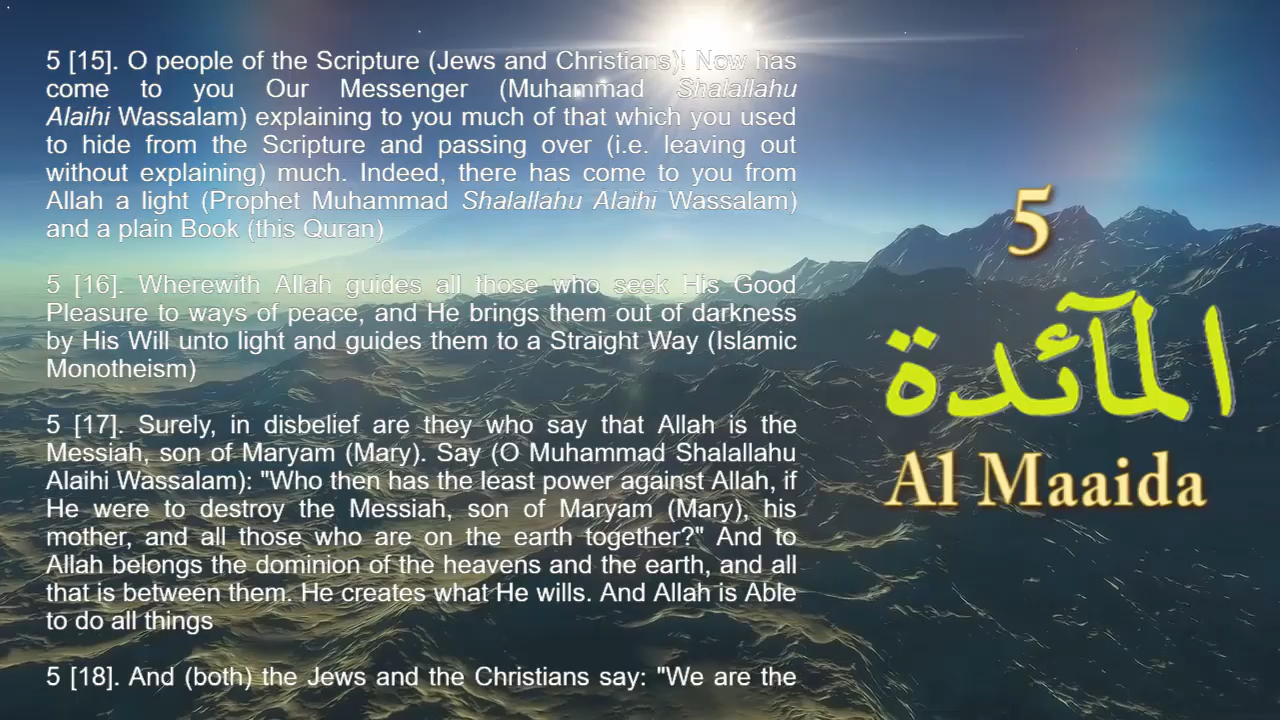 5 [15]. O people of the Scripture (Jews and Christians)! Now has
come to you Our Messenger (Muhammad Shalallahu
Alaihi Wassalam) explaining to you much of that which you used
to hide from the Scripture and passing over (i.e. leaving out
without explaining) much. Indeed, there has come to you from
Allah a light (Prophet Muhammad Shalallahu Alaihi Wassalam)
and a plain Book (this Quran)
5 [16]. Wherewith Allah guides all those who seek His Good
Pleasure to ways of peace, and He brings them out of darkness
by His Will unto light and guides them to a Straight Way (Islamic
Monotheism)
5 [17]. Surely, in disbelief are they who say that Allah is the
Messiah, son of Maryam (Mary). Say (O Muhammad Shalallahu
Alaihi Wassalam): "Who then has the least power against Allah, if
He were to destroy the Messiah, son of Maryam (Mary), his
mother, and all those who are on the earth together?" And to
Allah belongs the dominion of the heavens and the earth, and all
that is between them. He creates what He wills. And Allah is Able
to do all things
5 [18]. And (both) the Jews and the Christians say: "We are the
5
المآئدة
Al Maaida